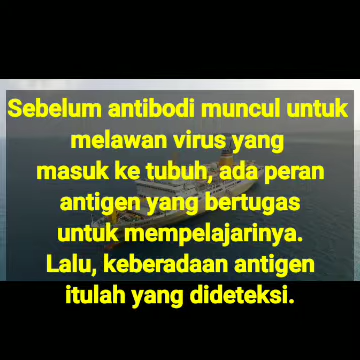 Sebelum antibodi muncul untuk
melawan virus yang
masuk ke tubuh, ada peran
antigen yang bertugas
untuk mempelajarinya.
Lalu, keberadaan antigen
itulah yang dideteksi.